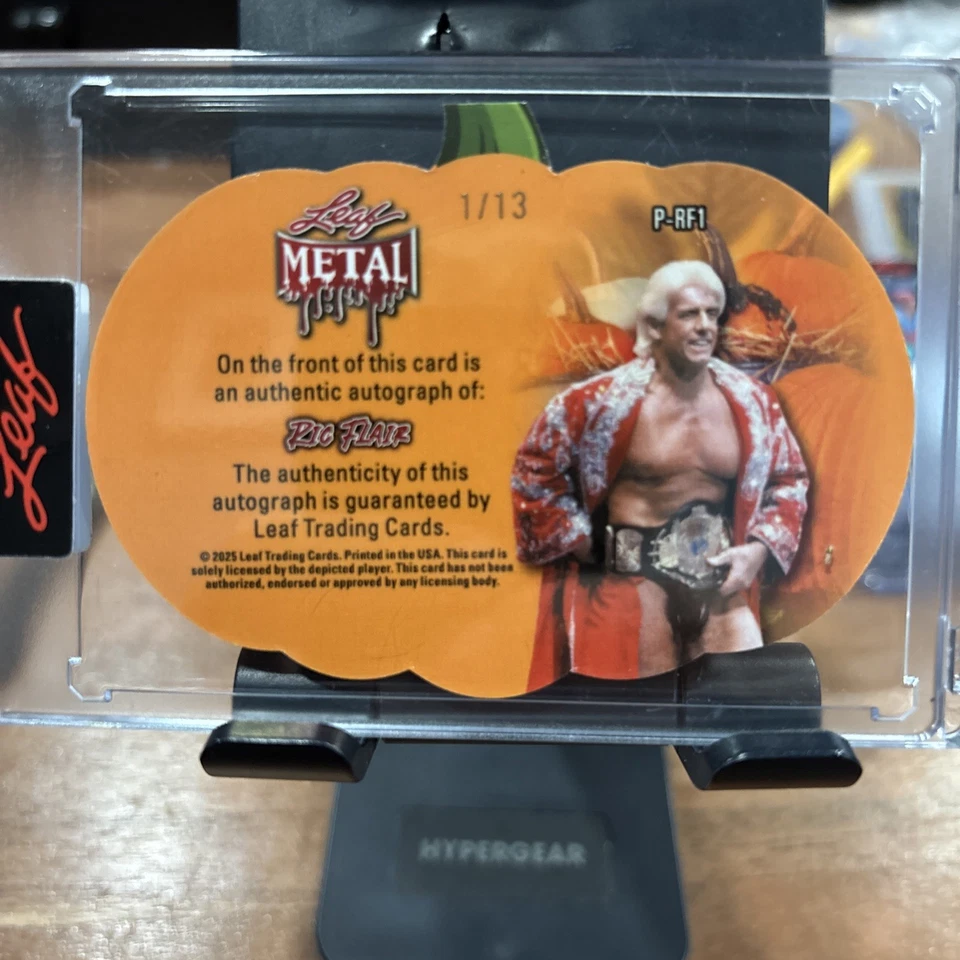 Leaf
METAL
1/13
P-RF1
On the front of this card is
an authentic autograph of:
RIC FLAIR
The authenticity of this
autograph is guaranteed by
Leaf Trading Cards.
© 2025 Leaf Trading Cards. Printed in the USA. This card is
solely licensed by the depicted player. This card has not been
authorized, endorsed or approved by any licensing body.
Leaf
HYPERGEAR